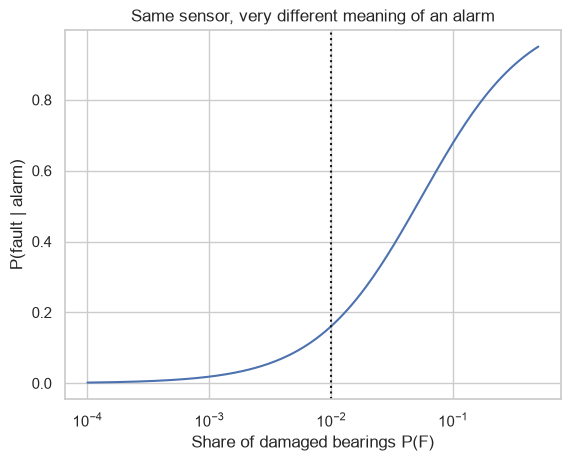 Same sensor, very different meaning of an alarm
P(fault | alarm)
0.8
0.6
0.4
0.2
0.0
10⁻⁴ 10⁻³ 10⁻² 10⁻¹
Share of damaged bearings P(F)